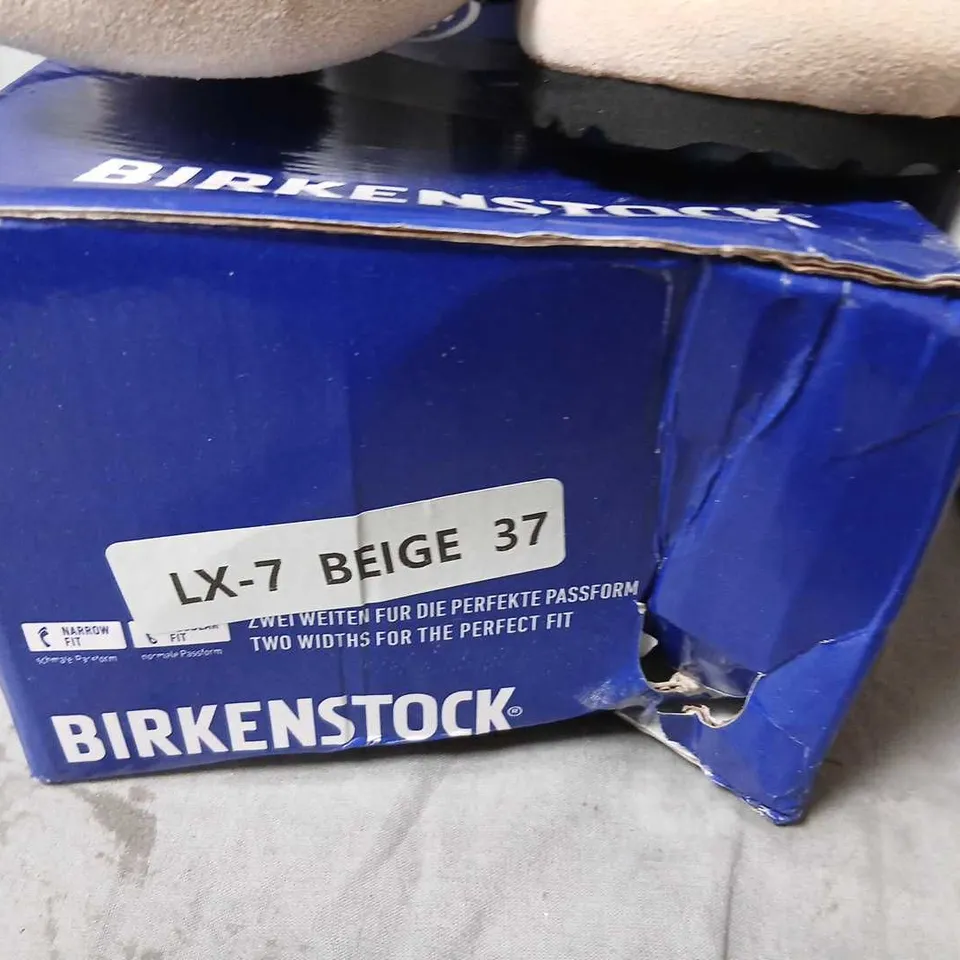 BIRKENSTOCK
LX-7 BEIGE 37
ZWEI WEITEN FÜR DIE PERFEKTE PASSFORM
TWO WIDTHS FOR THE PERFECT FIT
NARROW
FIT
schmale Passform
FIT
normale Passform
BIRKENSTOCK®